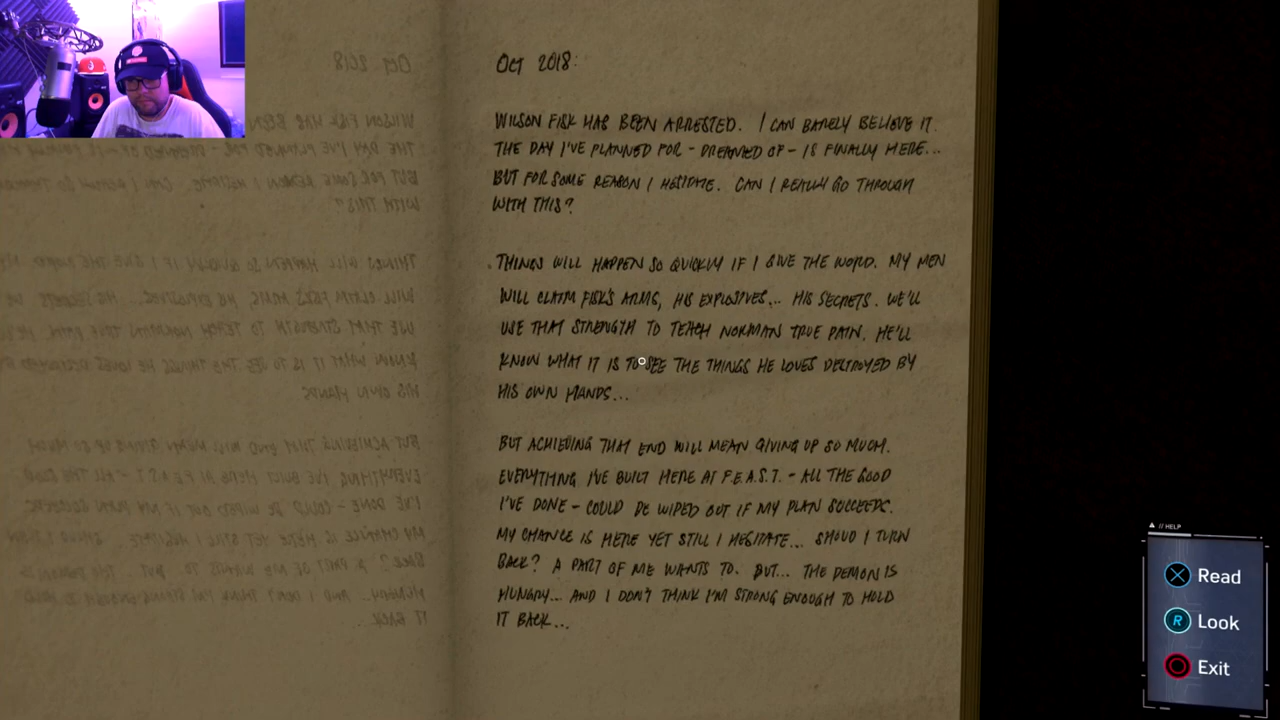 Oct 2018:
WILSON FISK HAS BEEN ARRESTED. I CAN BARELY BELIEVE IT.
THE DAY I'VE PLANNED FOR - DREAMED OF - IS FINALLY HERE...
BUT FOR SOME REASON I HESITATE. CAN I REALLY GO THROUGH
WITH THIS?
THINGS WILL HAPPEN SO QUICKLY IF I GIVE THE WORD. MY MEN
WILL CLAIM FISK'S ARMS, HIS EXPLOSIVES... HIS SECRETS. WE'LL
USE THAT STRENGTH TO TEACH NORMAN TRUE PAIN. HE'LL
KNOW WHAT IT IS TO SEE THE THINGS HE LOVES DESTROYED BY
HIS OWN HANDS...
BUT ACHIEVING THAT END WILL MEAN GIVING UP SO MUCH.
EVERYTHING I'VE BUILT HERE AT F.E.A.S.T. - ALL THE GOOD
I'VE DONE - COULD BE WIPED OUT IF MY PLAN SUCCEEDS.
MY CHANCE IS HERE YET STILL I HESITATE... SHOUD I TURN
BACK? A PART OF ME WANTS TO. BUT... THE DEMON IS
HUNGRY... AND I DON'T THINK I'M STRONG ENOUGH TO HOLD
IT BACK...
// HELP
Read
R Look
Exit